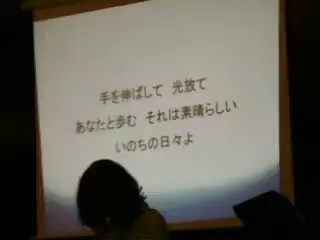 手を伸ばして 光放て
あなたと歩む それは素晴らしい
いのちの日々よ